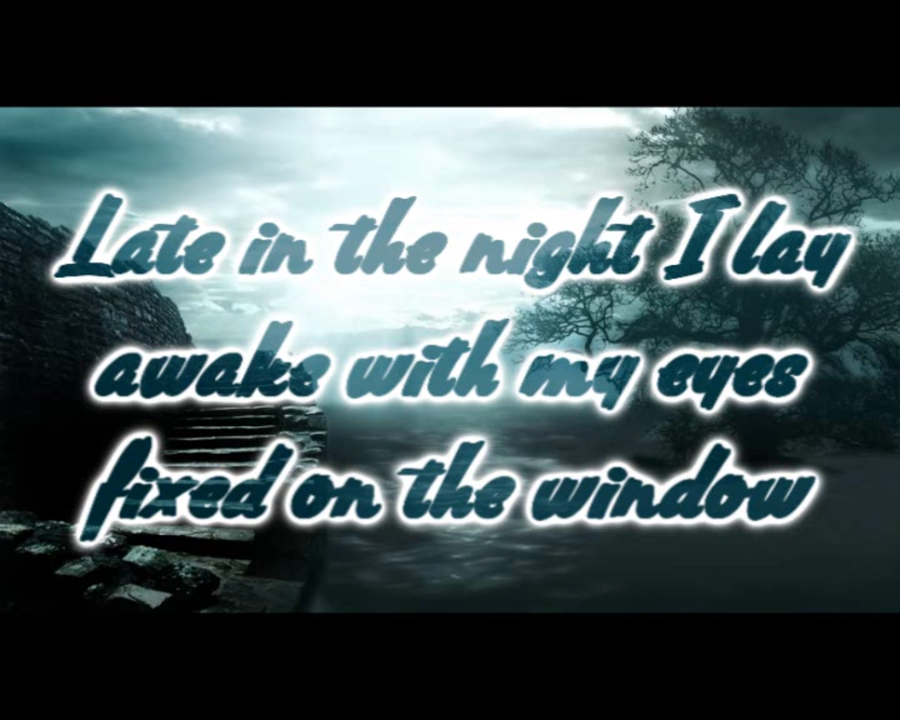 Late in the night I lay
awake with my eyes
fixed on the window